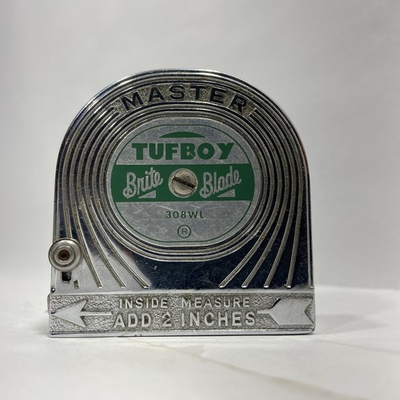 MASTER
TUFBOY
Brite Blade
308WL
®
INSIDE MEASURE
ADD 2 INCHES